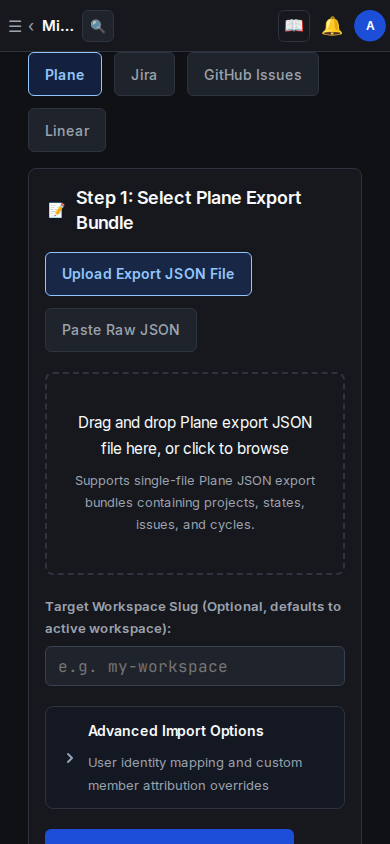 Mi...
A
Plane
Jira
GitHub Issues
Linear
Step 1: Select Plane Export
Bundle
Upload Export JSON File
Paste Raw JSON
Drag and drop Plane export JSON
file here, or click to browse
Supports single-file Plane JSON export
bundles containing projects, states,
issues, and cycles.
Target Workspace Slug (Optional, defaults to
active workspace):
e.g. my-workspace
Advanced Import Options
User identity mapping and custom
member attribution overrides